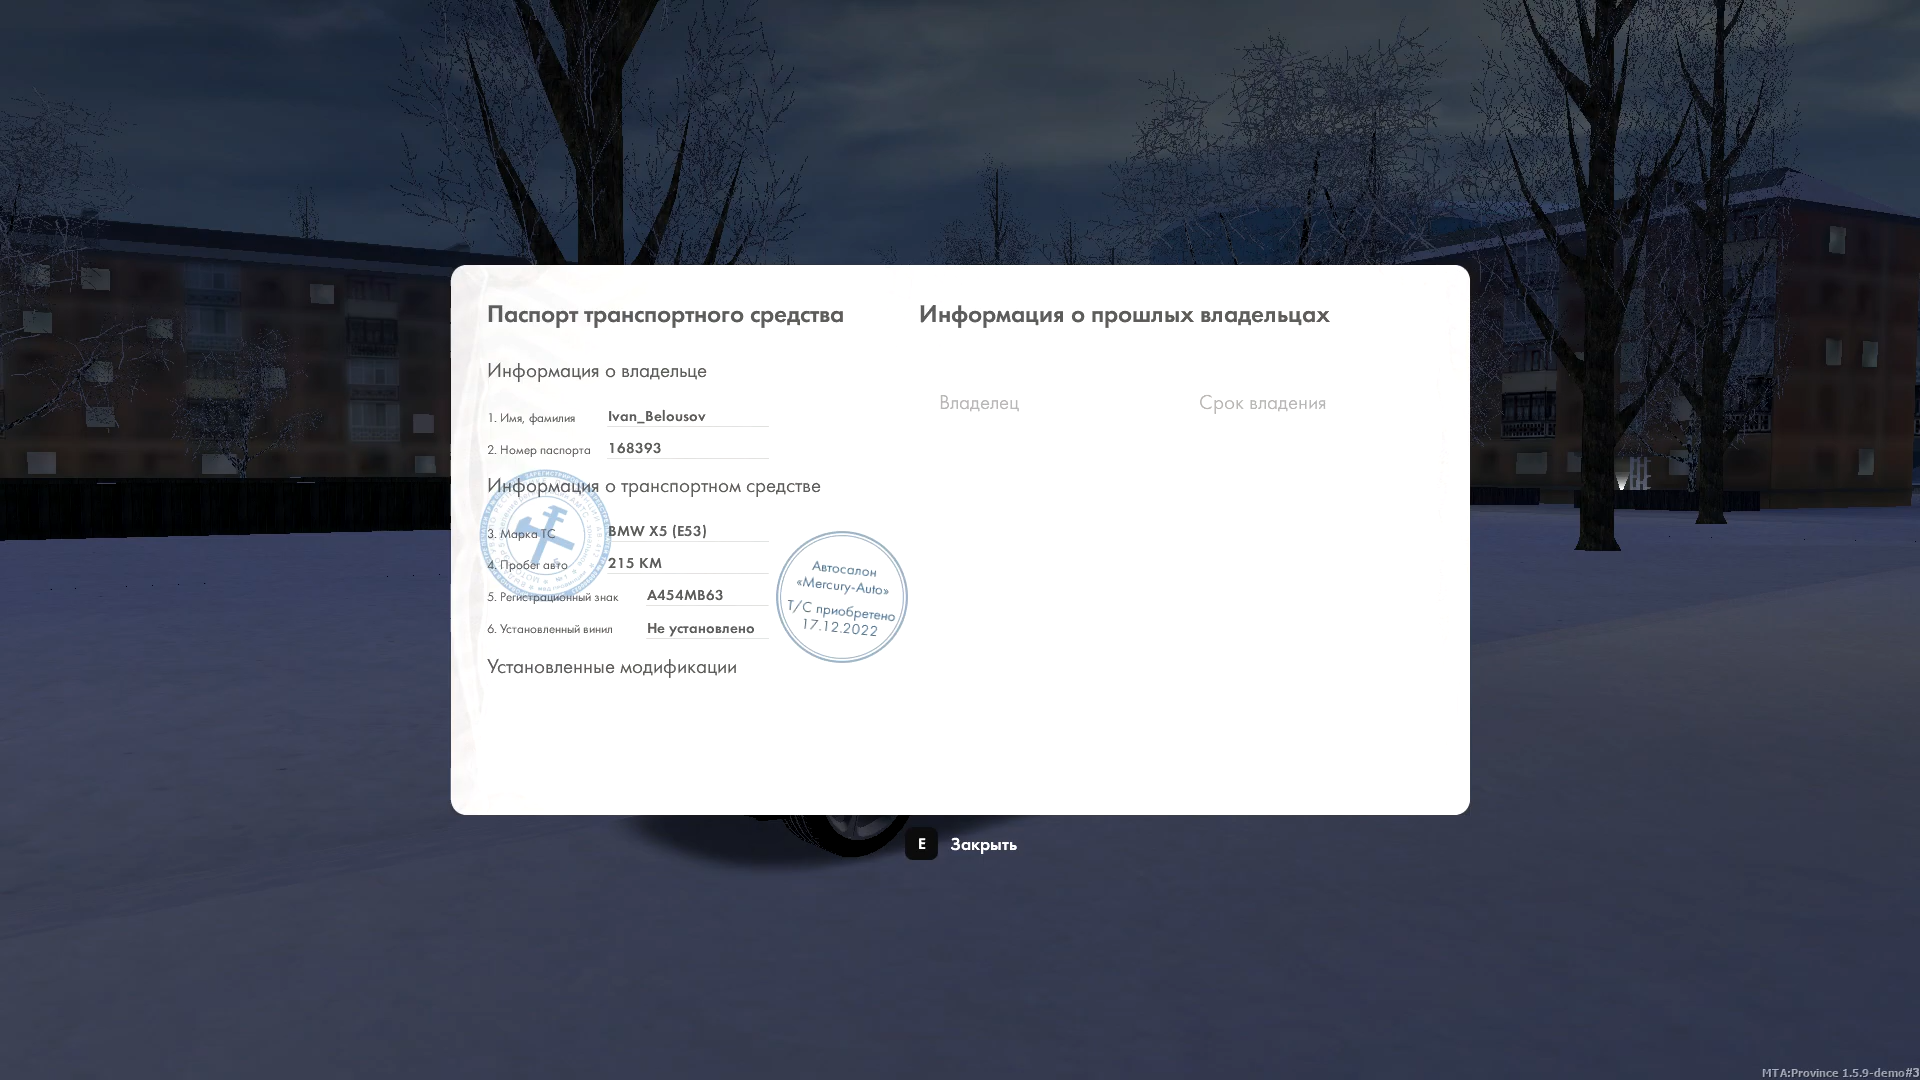 Паспорт транспортного средства
Информация о владельце
1. Имя, фамилия Ivan_Belousov
2. Номер паспорта 168393
Информация о транспортном средстве
3. Марка ТС BMW X5 (E53)
4. Пробег авто 215 KM
5. Регистрационный знак A454MB63
6. Установленный винил Не установлено
Автосалон
«Mercury-Auto»
Т/С приобретено
17.12.2022
Установленные модификации
Информация о прошлых владельцах
Владелец Срок владения
E Закрыть
MTA:Province 1.5.9-demo#3